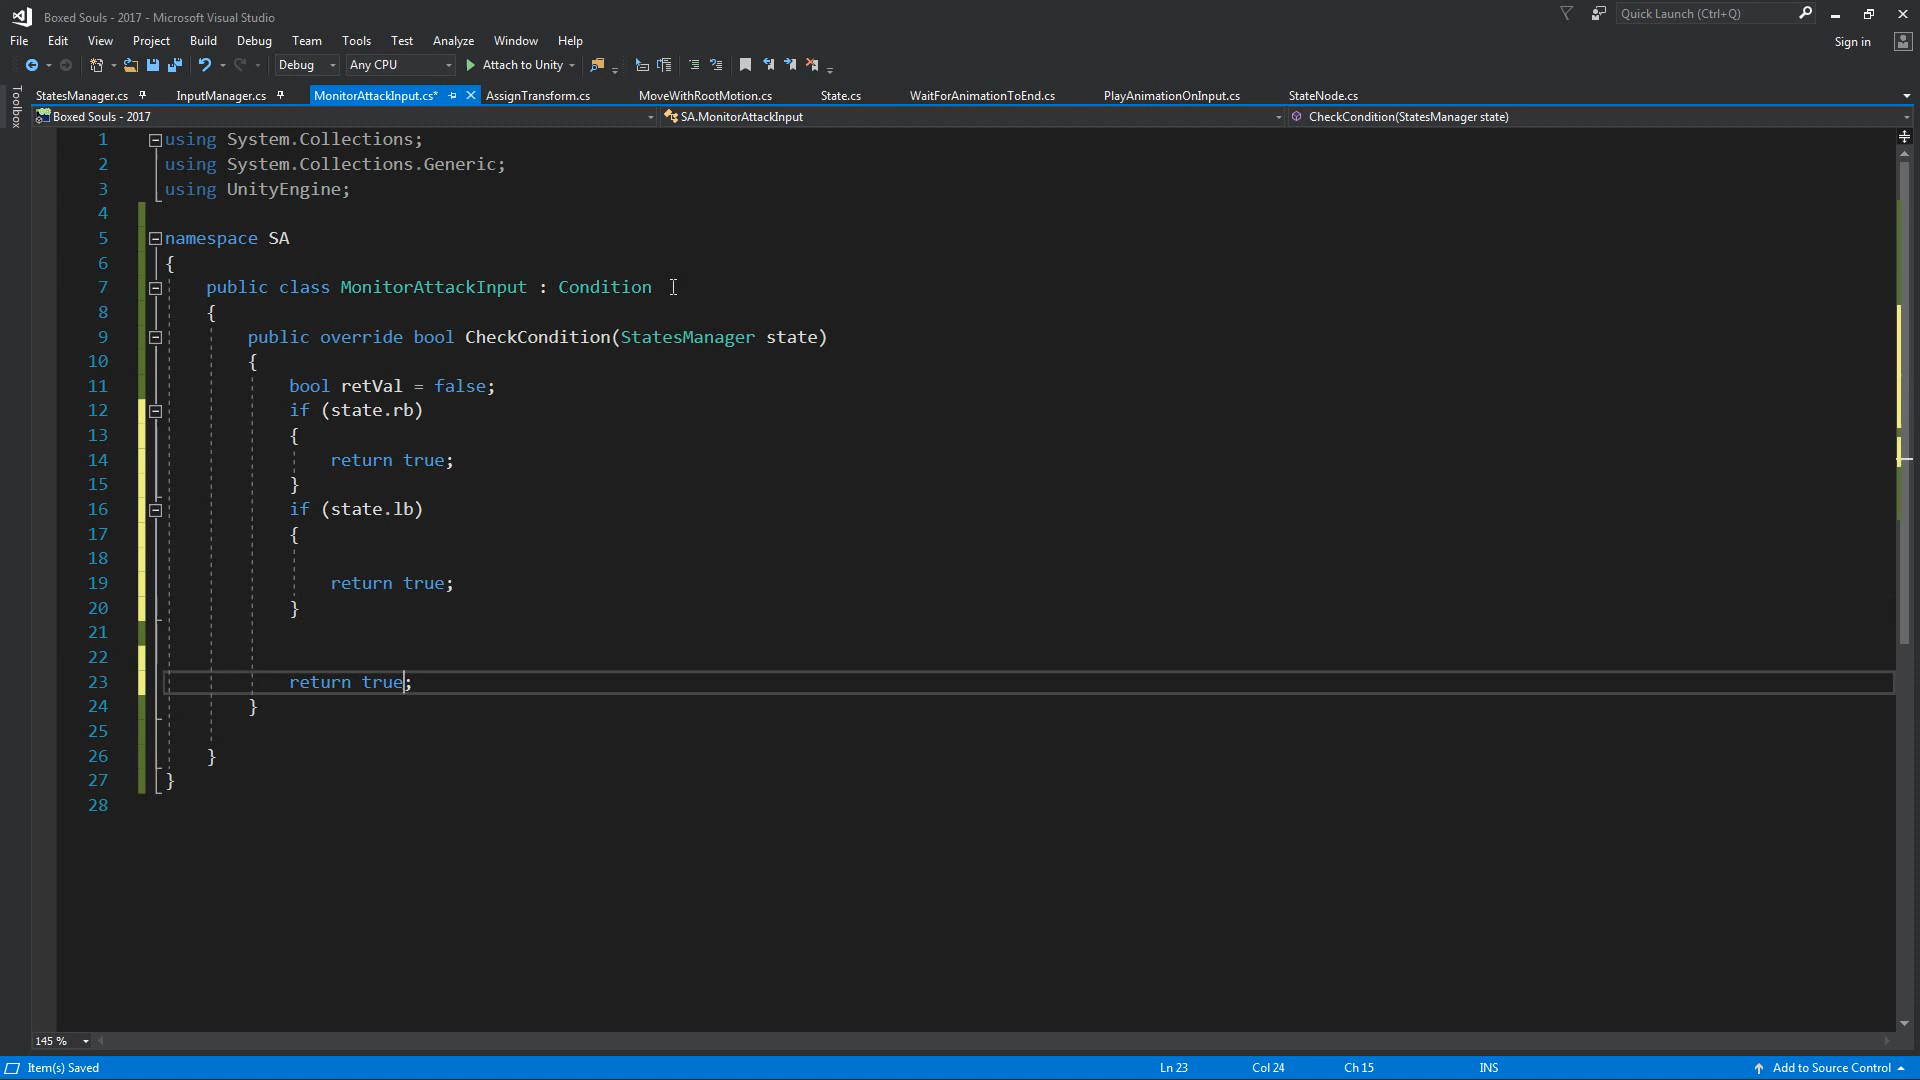 Boxed Souls - 2017 - Microsoft Visual Studio
Quick Launch (Ctrl+Q)
File Edit View Project Build Debug Team Tools Test Analyze Window Help
Sign in
Debug Any CPU Attach to Unity
Toolbox
StatesManager.cs InputManager.cs MonitorAttackInput.cs* AssignTransform.cs MoveWithRootMotion.cs State.cs WaitForAnimationToEnd.cs PlayAnimationOnInput.cs StateNode.cs
Boxed Souls - 2017 SA.MonitorAttackInput CheckCondition(StatesManager state)
1 using System.Collections;
2 using System.Collections.Generic;
3 using UnityEngine;
4
5 namespace SA
6 {
7 public class MonitorAttackInput : Condition
8 {
9 public override bool CheckCondition(StatesManager state)
10 {
11 bool retVal = false;
12 if (state.rb)
13 {
14 return true;
15 }
16 if (state.lb)
17 {
18
19 return true;
20 }
21
22
23 return true;
24 }
25
26 }
27 }
28
145 %
Item(s) Saved Ln 23 Col 24 Ch 15 INS Add to Source Control